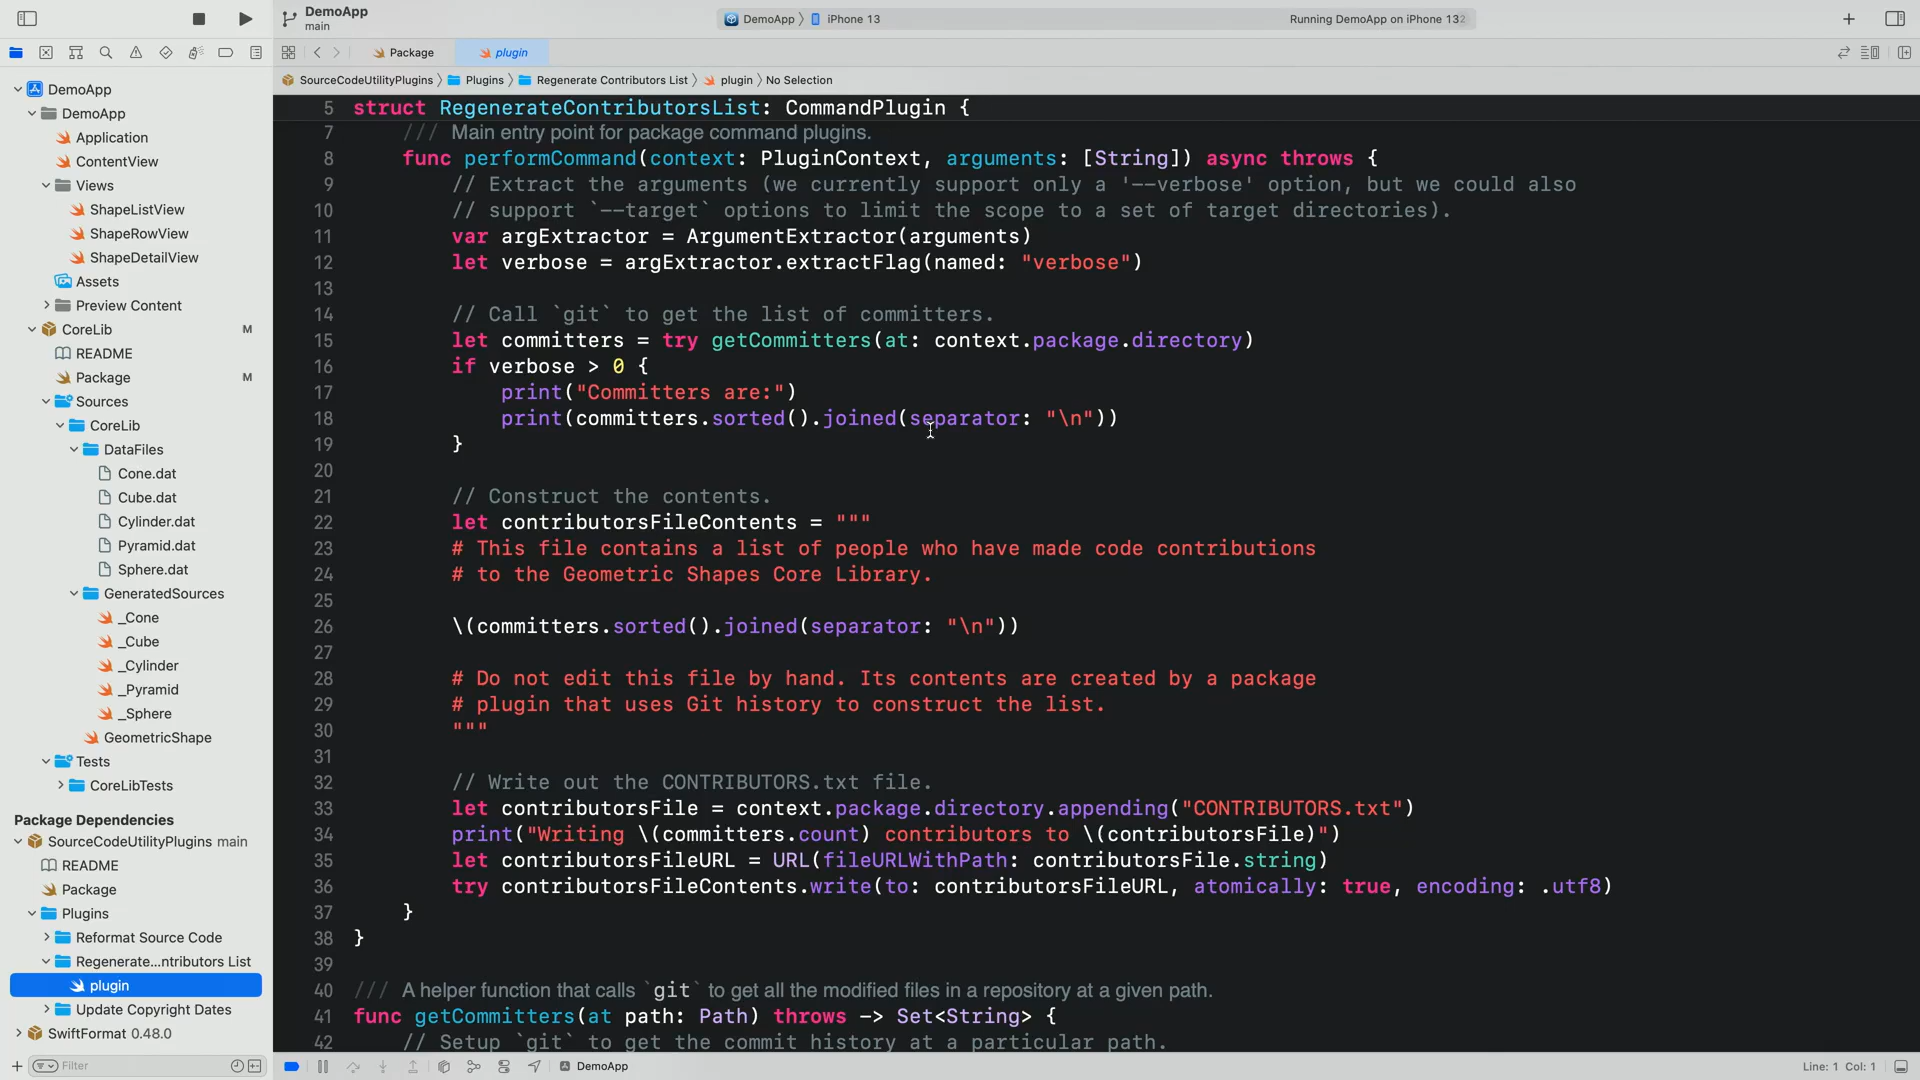 DemoApp
main
DemoApp
iPhone 13
Running DemoApp on iPhone 13
Package
plugin
SourceCodeUtilityPlugins
Plugins
Regenerate Contributors List
plugin
No Selection
DemoApp
DemoApp
Application
ContentView
Views
ShapeListView
ShapeRowView
ShapeDetailView
Assets
Preview Content
CoreLib M
README
Package M
Sources
CoreLib
DataFiles
Cone.dat
Cube.dat
Cylinder.dat
Pyramid.dat
Sphere.dat
GeneratedSources
_Cone
_Cube
_Cylinder
_Pyramid
_Sphere
GeometricShape
Tests
CoreLibTests
Package Dependencies
SourceCodeUtilityPlugins main
README
Package
Plugins
Reformat Source Code
Regenerate...ntributors List
plugin
Update Copyright Dates
SwiftFormat 0.48.0
Filter
5 struct RegenerateContributorsList: CommandPlugin {
7 /// Main entry point for package command plugins.
8 func performCommand(context: PluginContext, arguments: [String]) async throws {
9 // Extract the arguments (we currently support only a '--verbose' option, but we could also
10 // support `--target` options to limit the scope to a set of target directories).
11 var argExtractor = ArgumentExtractor(arguments)
12 let verbose = argExtractor.extractFlag(named: "verbose")
13
14 // Call `git` to get the list of committers.
15 let committers = try getCommitters(at: context.package.directory)
16 if verbose > 0 {
17 print("Committers are:")
18 print(committers.sorted().joined(separator: "\n"))
19 }
20
21 // Construct the contents.
22 let contributorsFileContents = """
23 # This file contains a list of people who have made code contributions
24 # to the Geometric Shapes Core Library.
25
26 \(committers.sorted().joined(separator: "\n"))
27
28 # Do not edit this file by hand. Its contents are created by a package
29 # plugin that uses Git history to construct the list.
30 """
31
32 // Write out the CONTRIBUTORS.txt file.
33 let contributorsFile = context.package.directory.appending("CONTRIBUTORS.txt")
34 print("Writing \(committers.count) contributors to \(contributorsFile)")
35 let contributorsFileURL = URL(fileURLWithPath: contributorsFile.string)
36 try contributorsFileContents.write(to: contributorsFileURL, atomically: true, encoding: .utf8)
37 }
38 }
39
40 /// A helper function that calls `git` to get all the modified files in a repository at a given path.
41 func getCommitters(at path: Path) throws -> Set<String> {
42 // Setup `git` to get the commit history at a particular path.
DemoApp
Line: 1 Col: 1